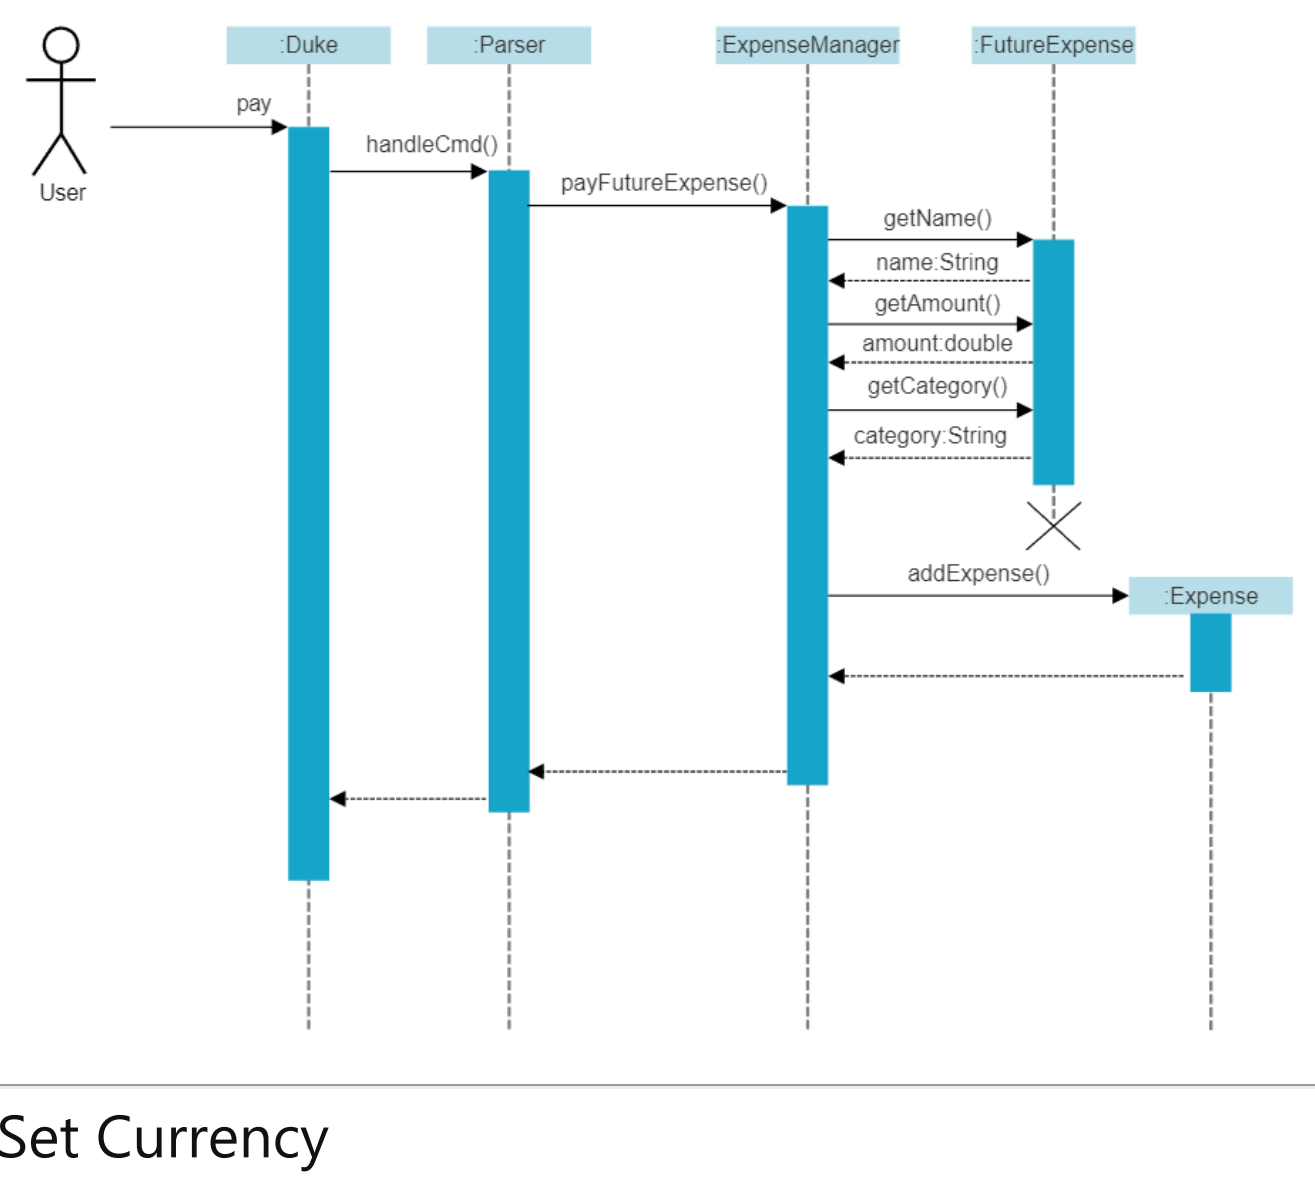 :Duke
:Parser
:ExpenseManager
:FutureExpense
pay
handleCmd()
User
payFutureExpense()
getName()
name:String
getAmount()
amount:double
getCategory()
category:String
addExpense()
:Expense
Set Currency